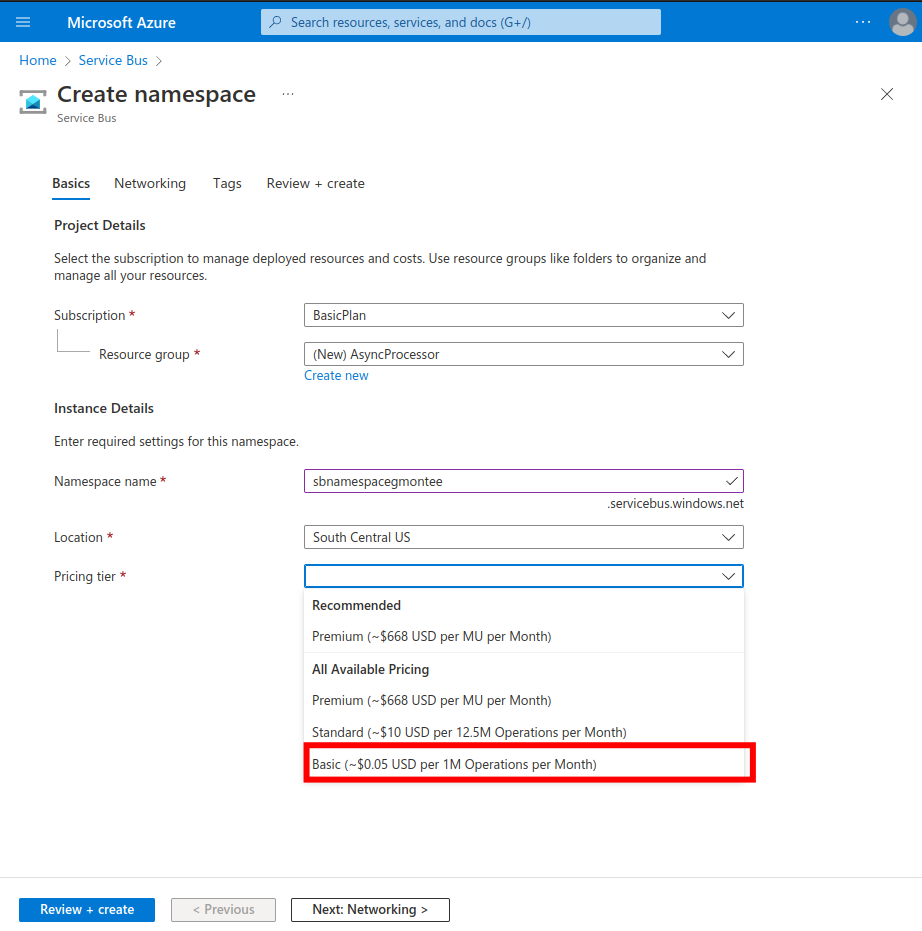 Microsoft Azure
Search resources, services, and docs (G+/)
Home > Service Bus >
Create namespace ...
Service Bus
Basics Networking Tags Review + create
Project Details
Select the subscription to manage deployed resources and costs. Use resource groups like folders to organize and
manage all your resources.
Subscription * BasicPlan
Resource group * (New) AsyncProcessor
Create new
Instance Details
Enter required settings for this namespace.
Namespace name * sbnamespacegmontee
.servicebus.windows.net
Location * South Central US
Pricing tier *
Recommended
Premium (~$668 USD per MU per Month)
All Available Pricing
Premium (~$668 USD per MU per Month)
Standard (~$10 USD per 12.5M Operations per Month)
Basic (~$0.05 USD per 1M Operations per Month)
Review + create < Previous Next: Networking >